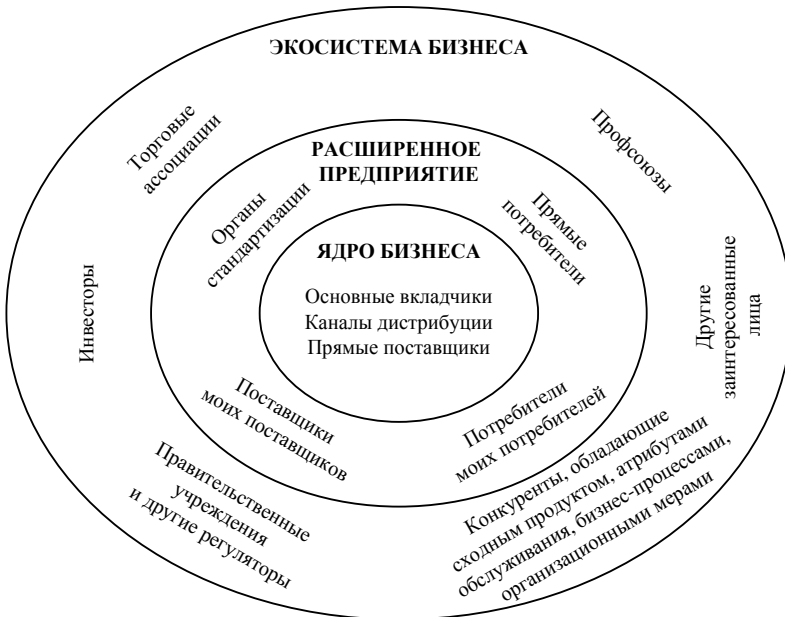 ЭКОСИСТЕМА БИЗНЕСА
Торговые
ассоциации
Профсоюзы
РАСШИРЕННОЕ
ПРЕДПРИЯТИЕ
Органы
стандартизации
Прямые
потребители
ЯДРО БИЗНЕСА
Основные вкладчики
Каналы дистрибуции
Прямые поставщики
Инвесторы
Другие
заинтересованные
лица
Поставщики
моих поставщиков
Потребители
моих потребителей
Правительственные
учреждения
и другие регуляторы
Конкуренты, обладающие
сходным продуктом, атрибутами
обслуживания, бизнес-процессами,
организационными мерами